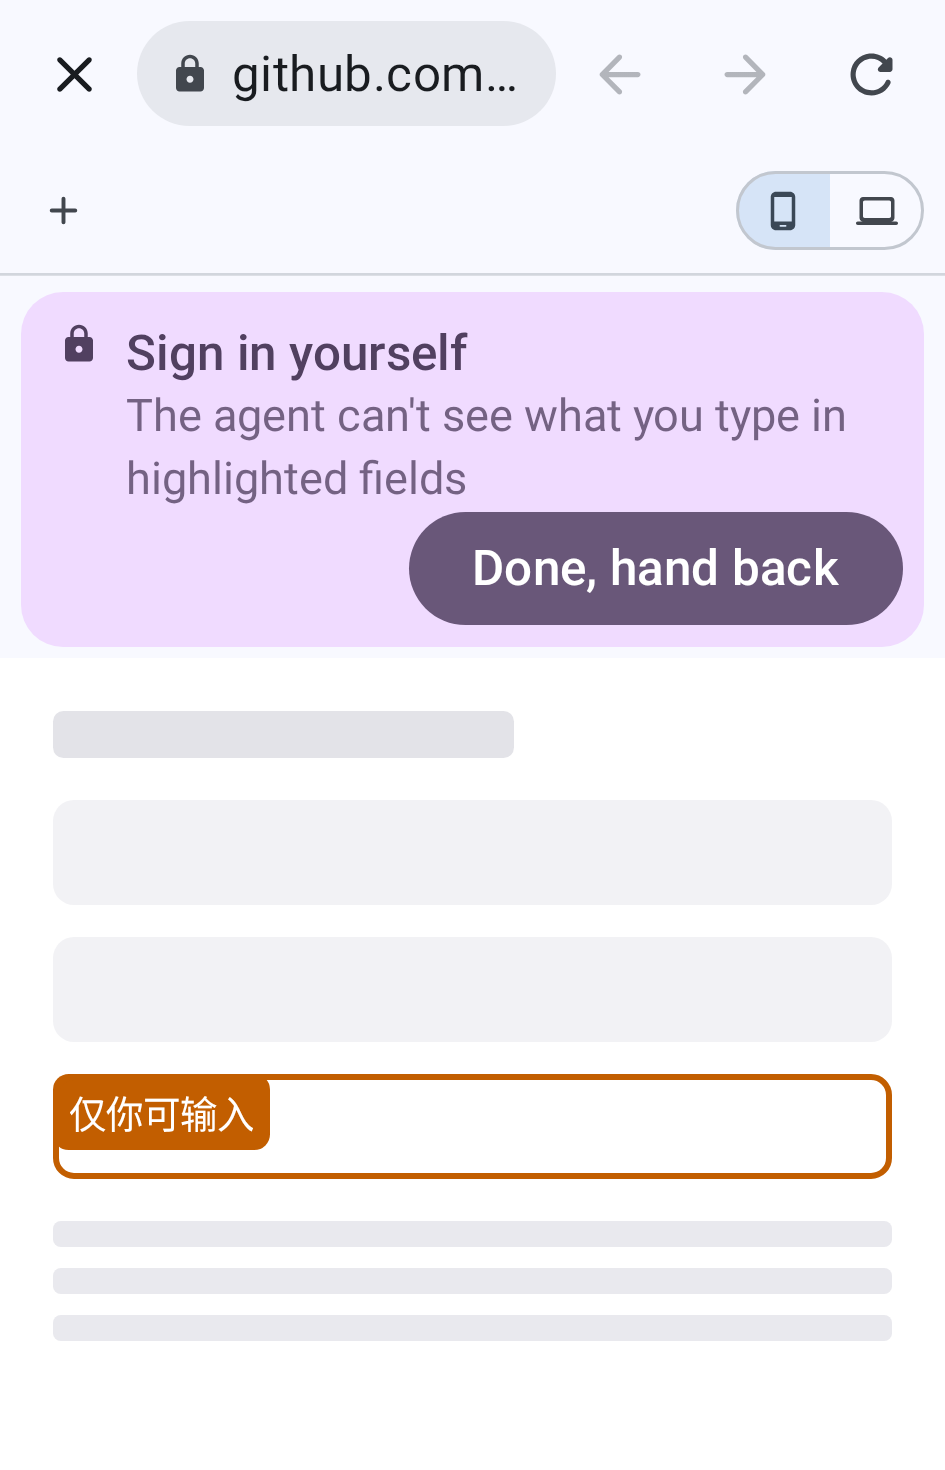 github.com...
Sign in yourself
The agent can't see what you type in
highlighted fields
Done, hand back
仅你可输入